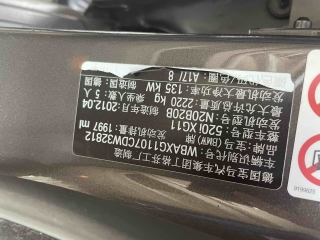 德国宝马汽车集团丁格芬工厂 制造
车辆识别代号: WBAXG1107CDW32812
品牌: 宝马 (BMW) 发动机排量: 1997 ml
整车型号: 520i XG11
发动机型号: N20B20B 制造年月: 2012.04
最大允许总质量: 2220 kg 乘坐人数: 5 人
发动机最大净功率: 135 kW 制造国: 德国
A17/8